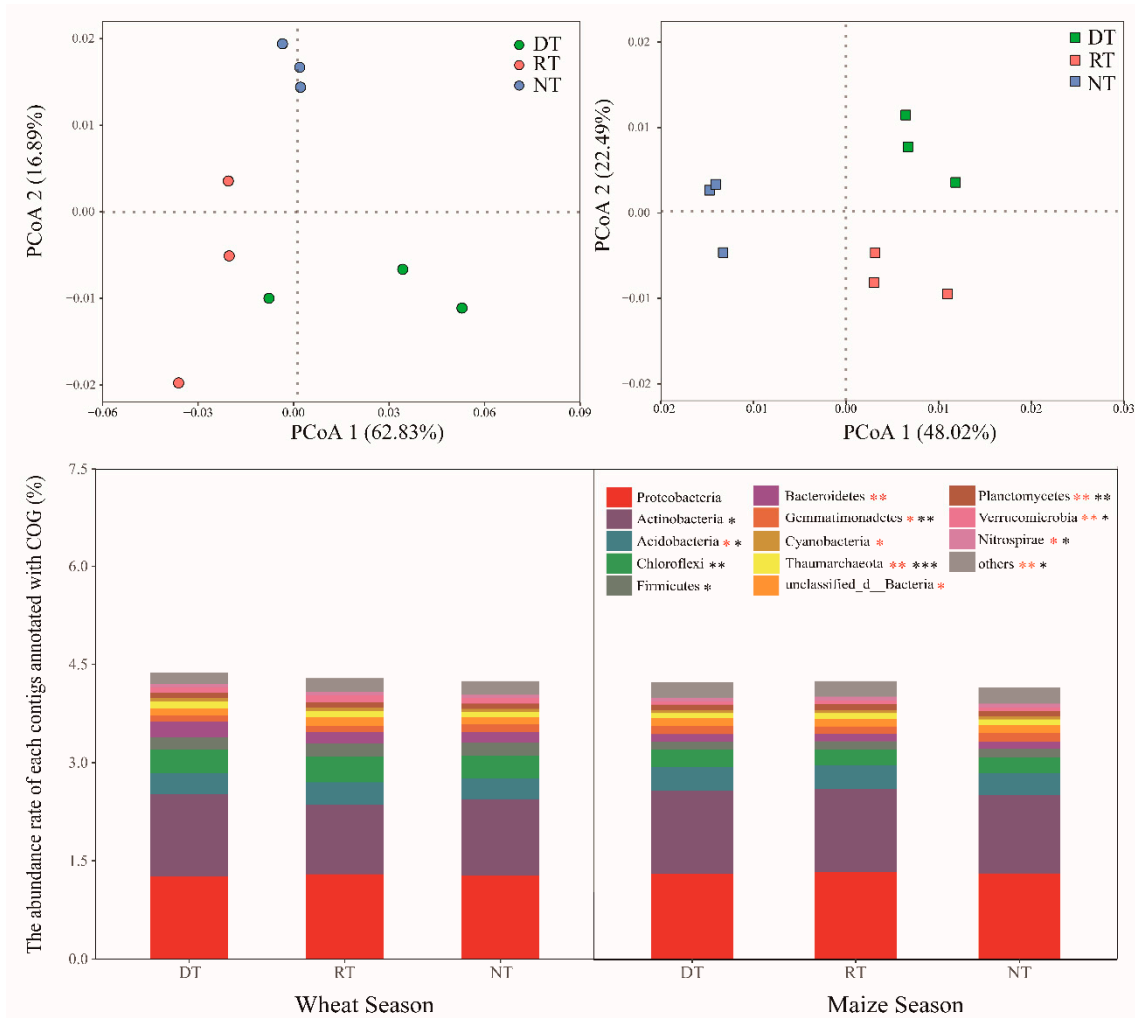 0.02
0.01
0.00
−0.01
−0.02
PCoA 2 (16.89%)
DT
RT
NT
−0.06
−0.03
0.00
0.03
0.06
0.09
PCoA 1 (62.83%)
0.02
0.01
0.00
−0.01
−0.02
PCoA 2 (22.49%)
DT
RT
NT
0.02
0.01
0.00
0.01
0.02
0.03
PCoA 1 (48.02%)
The abundance rate of each contigs annotated with COG (%)
7.5
6.0
4.5
3.0
1.5
0.0
Proteobacteria
Actinobacteria *
Acidobacteria * *
Chloroflexi **
Firmicutes *
Bacteroidetes **
Gemmatimonadetes * **
Cyanobacteria *
Thaumarchaeota ** ***
unclassified_d__Bacteria *
Planctomycetes ** **
Verrucomicrobia ** *
Nitrospirae * *
others ** *
DT
RT
NT
Wheat Season
DT
RT
NT
Maize Season